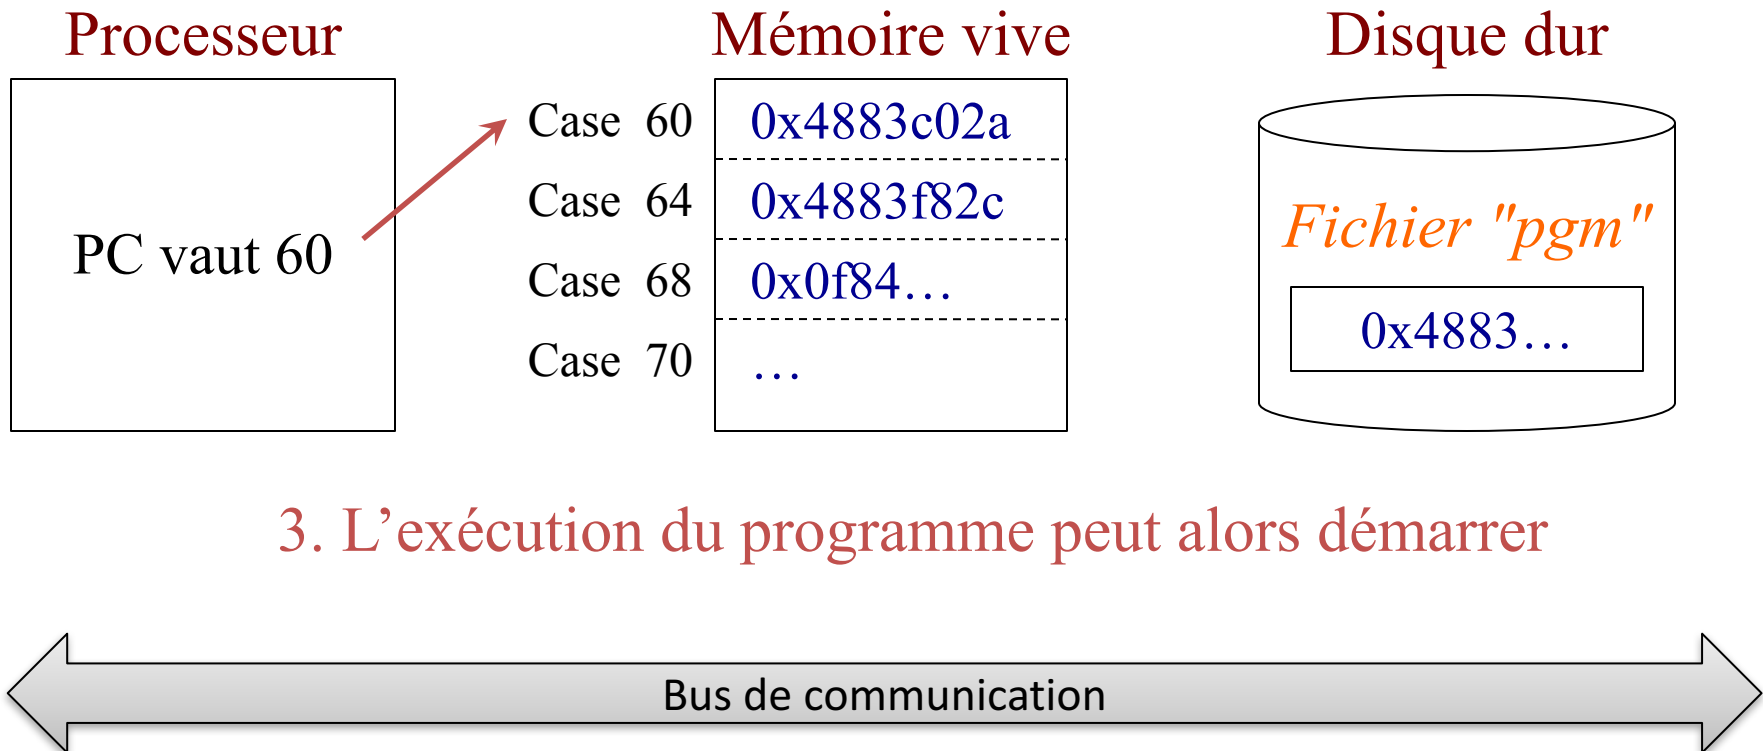 Processeur
Mémoire vive
Disque dur
PC vaut 60
Case 60
0x4883c02a
Case 64
0x4883f82c
Case 68
0x0f84…
Case 70
…
Fichier "pgm"
0x4883…
3. L’exécution du programme peut alors démarrer
Bus de communication